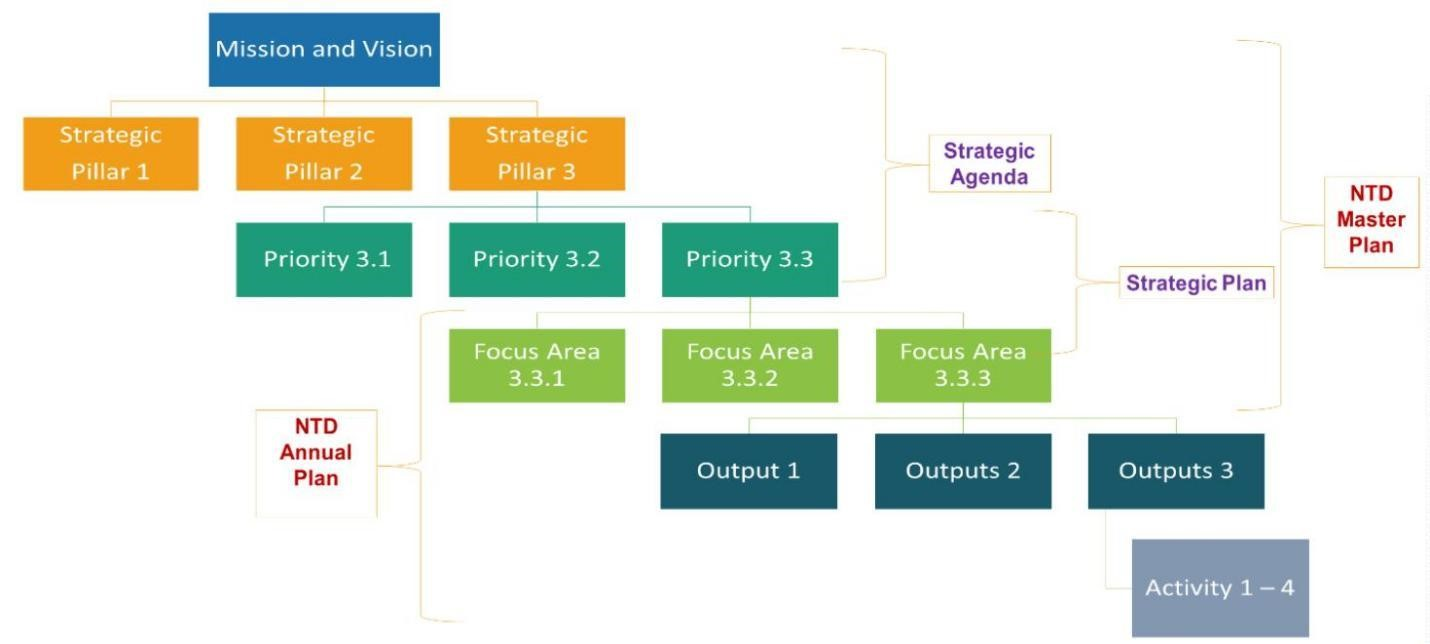 Mission and Vision
Strategic
Pillar 1
Strategic
Pillar 2
Strategic
Pillar 3
Strategic
Agenda
NTD
Master
Plan
Priority 3.1
Priority 3.2
Priority 3.3
Strategic Plan
Focus Area
3.3.1
Focus Area
3.3.2
Focus Area
3.3.3
NTD
Annual
Plan
Output 1
Outputs 2
Outputs 3
Activity 1 – 4